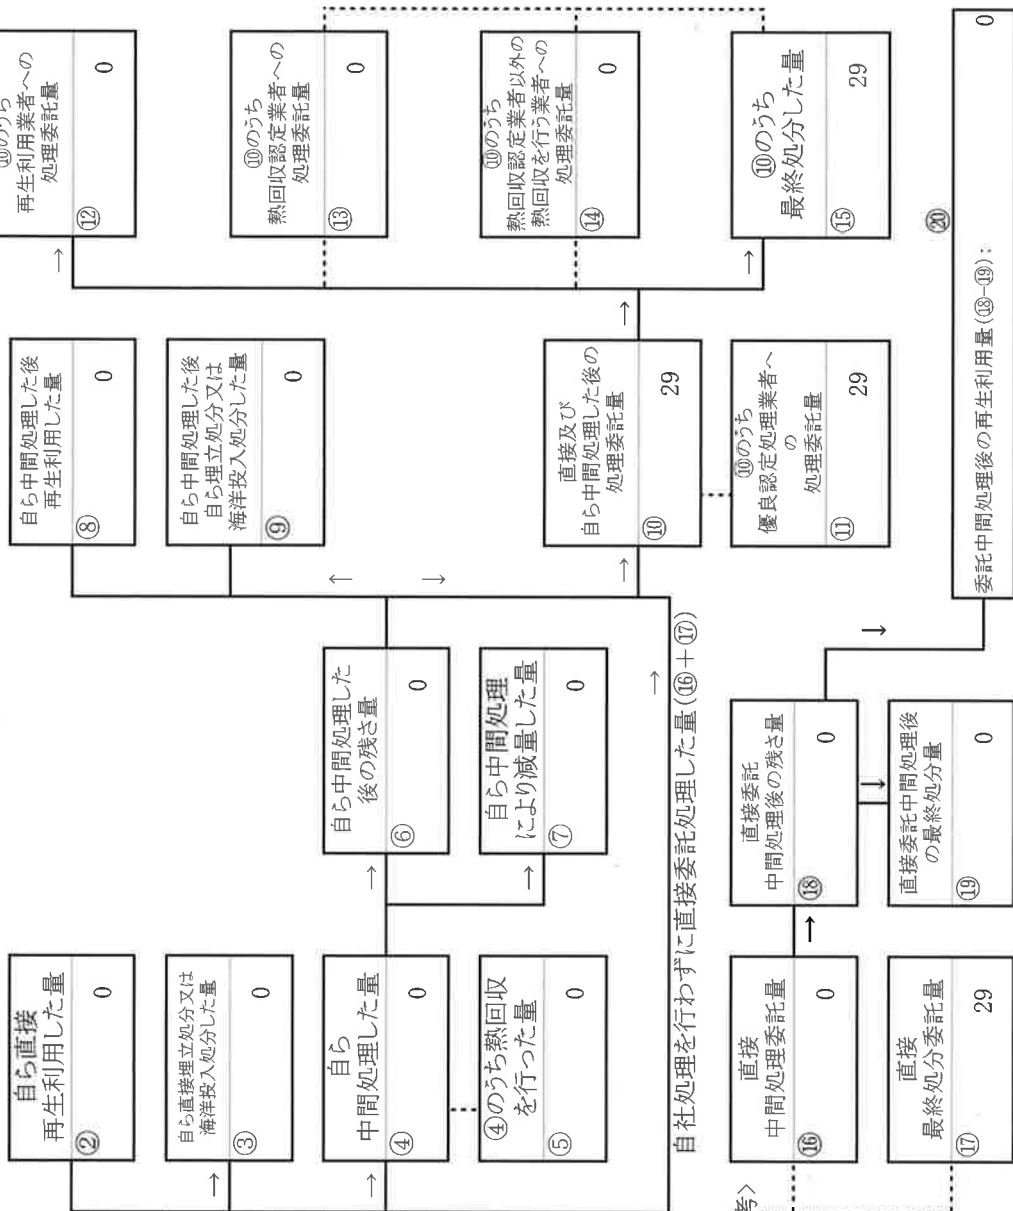 自ら直接
再生利用した量
② 0
自ら直接埋立処分又は
海洋投入処分した量
③ 0
自ら
中間処理した量
④ 0
④のうち熱回収
を行った量
⑤ 0
自ら中間処理した
後の残さ量
⑥ 0
自ら中間処理
により減量した量
⑦ 0
自ら中間処理した後
再生利用した量
⑧ 0
自ら中間処理した後
自ら埋立処分又は
海洋投入処分した量
⑨ 0
自社処理を行わずに直接委託処理した量(⑯+⑰)
直接及び
自ら中間処理した後の
処理委託量
⑩ 29
⑩のうち
優良認定処理業者へ
の
処理委託量
⑪ 29
⑩のうち
再生利用業者への
処理委託量
⑫ 0
⑩のうち
熱回収認定業者への
処理委託量
⑬ 0
⑩のうち
熱回収認定業者以外の
熱回収を行う業者への
処理委託量
⑭ 0
⑩のうち
最終処分した量
⑮ 29
考>
直接
中間処理委託量
⑯ 0
直接
最終処分委託量
⑰ 29
直接委託
中間処理後の残さ量
⑱ 0
直接委託中間処理後
の最終処分量
⑲ 0
⑳
委託中間処理後の再生利用量(⑱-⑲): 0